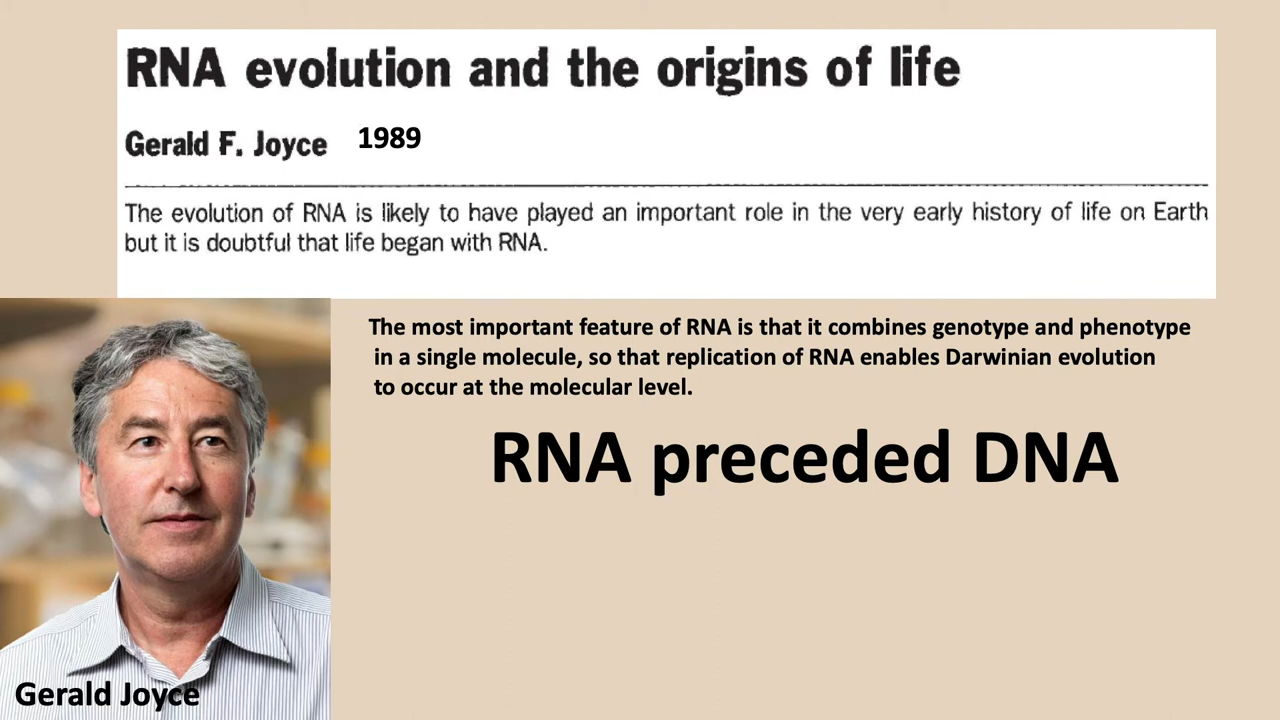 RNA evolution and the origins of life
Gerald F. Joyce 1989
The evolution of RNA is likely to have played an important role in the very early history of life on Earth
but it is doubtful that life began with RNA.
The most important feature of RNA is that it combines genotype and phenotype
in a single molecule, so that replication of RNA enables Darwinian evolution
to occur at the molecular level.
RNA preceded DNA
Gerald Joyce